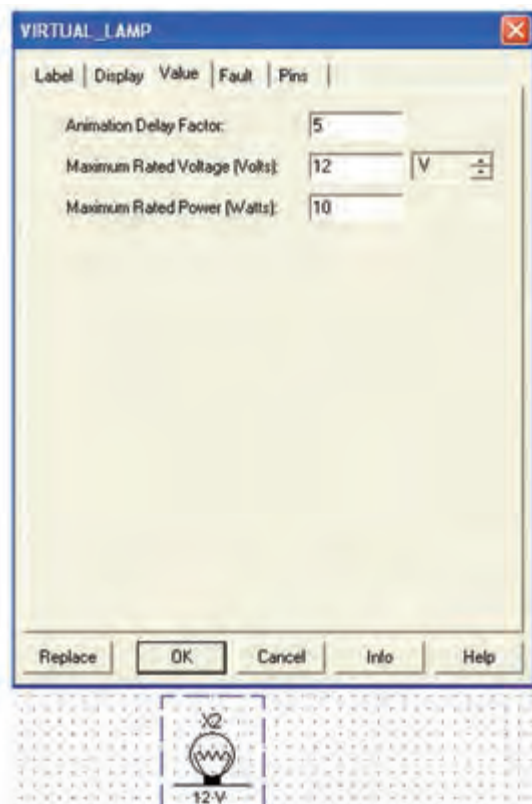 VIRTUAL_LAMP
Label Display Value Fault Pins
Animation Delay Factor: 5
Maximum Rated Voltage (Volts): 12 V
Maximum Rated Power (Watts): 10
Replace OK Cancel Info Help
X2
12-V